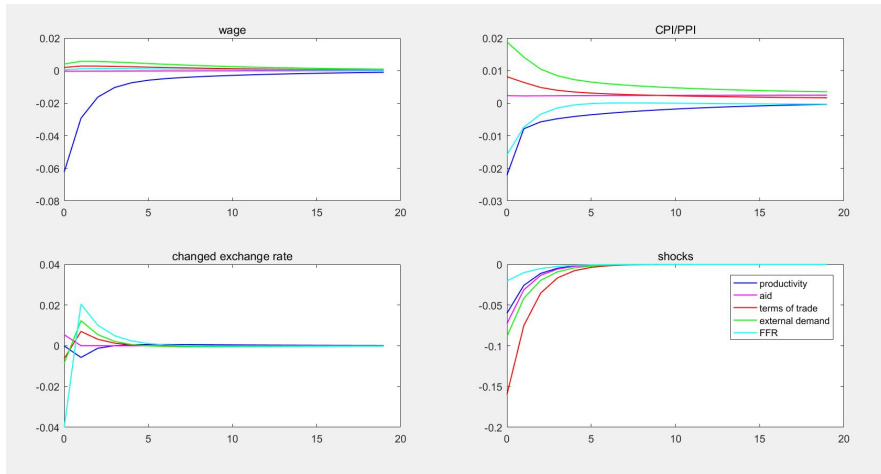 wage
0.02
0
-0.02
-0.04
-0.06
-0.08
0 5 10 15 20
CPI/PPI
0.02
0.01
0
-0.01
-0.02
-0.03
0 5 10 15 20
changed exchange rate
0.04
0.02
0
-0.02
-0.04
0 5 10 15 20
shocks
0
-0.05
-0.1
-0.15
-0.2
0 5 10 15 20
productivity
aid
terms of trade
external demand
FFR